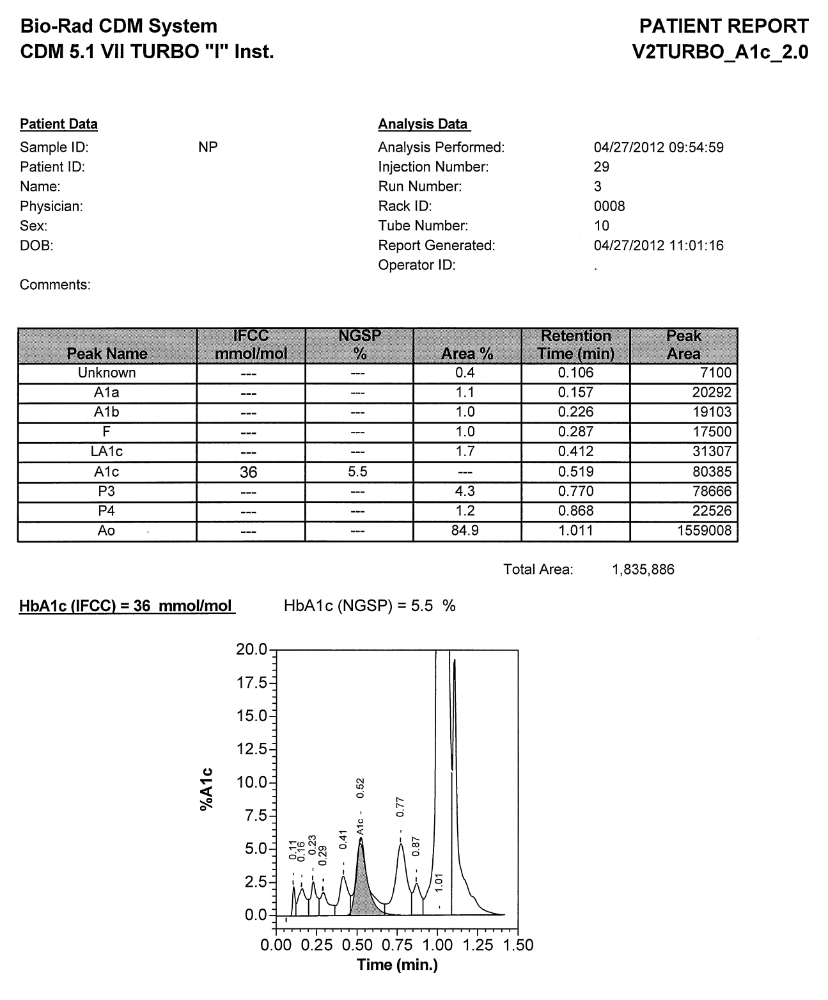 Bio-Rad CDM System
PATIENT REPORT
CDM 5.1 VII TURBO "I" Inst.
V2TURBO_A1c_2.0
Patient Data
Analysis Data
Sample ID: NP
Analysis Performed: 04/27/2012 09:54:59
Patient ID:
Injection Number: 29
Name:
Run Number: 3
Physician:
Rack ID: 0008
Sex:
Tube Number: 10
DOB:
Report Generated: 04/27/2012 11:01:16
Operator ID: .
Comments:
Peak Name IFCC mmol/mol NGSP % Area % Retention Time (min) Peak Area
Unknown --- --- 0.4 0.106 7100
A1a --- --- 1.1 0.157 20292
A1b --- --- 1.0 0.226 19103
F --- --- 1.0 0.287 17500
LA1c --- --- 1.7 0.412 31307
A1c 36 5.5 --- 0.519 80385
P3 --- --- 4.3 0.770 78666
P4 --- --- 1.2 0.868 22526
Ao --- --- 84.9 1.011 1559008
Total Area: 1,835,886
HbA1c (IFCC) = 36 mmol/mol
HbA1c (NGSP) = 5.5 %
20.0
17.5
15.0
12.5
10.0
7.5
5.0
2.5
0.0
%A1c
0.11
0.16
0.23
0.29
0.41
A1c - 0.52
0.77
0.87
1.01
0.00 0.25 0.50 0.75 1.00 1.25 1.50
Time (min.)